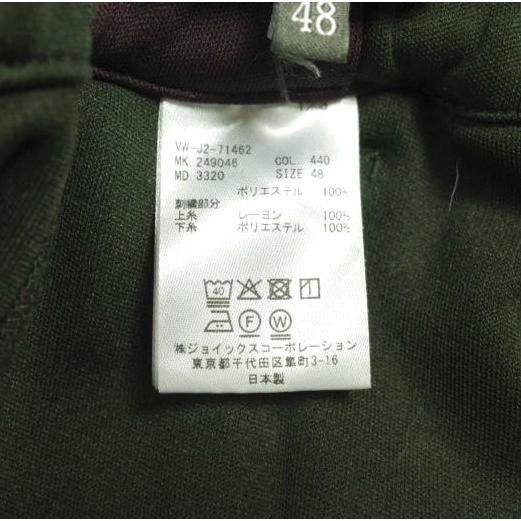 48
VW-J2-71462
MK. 249046 COL 440
MD. 3320 SIZE 48
ポリエステル 100%
刺繍部分
上糸 レーヨン 100%
下糸 ポリエステル 100%
40
F W
株ジョイックスコーポレーション
東京都千代田区隼町3-16
日本製